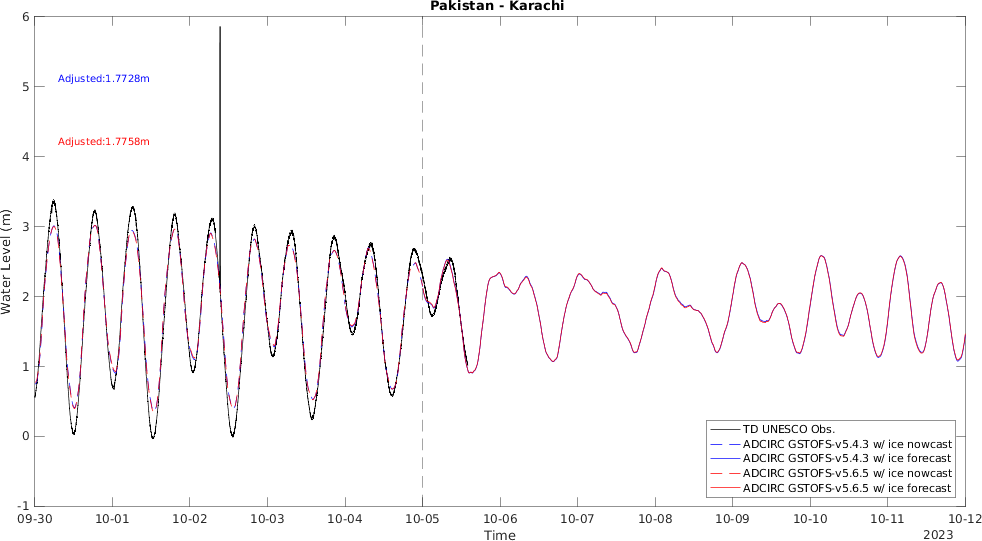 Pakistan - Karachi
6
5
4
3
2
1
0
-1
Water Level (m)
Adjusted:1.7728m
Adjusted:1.7758m
TD UNESCO Obs.
ADCIRC GSTOFS-v5.4.3 w/ ice nowcast
ADCIRC GSTOFS-v5.4.3 w/ ice forecast
ADCIRC GSTOFS-v5.6.5 w/ ice nowcast
ADCIRC GSTOFS-v5.6.5 w/ ice forecast
09-30 10-01 10-02 10-03 10-04 10-05 10-06 10-07 10-08 10-09 10-10 10-11 10-12
Time
2023